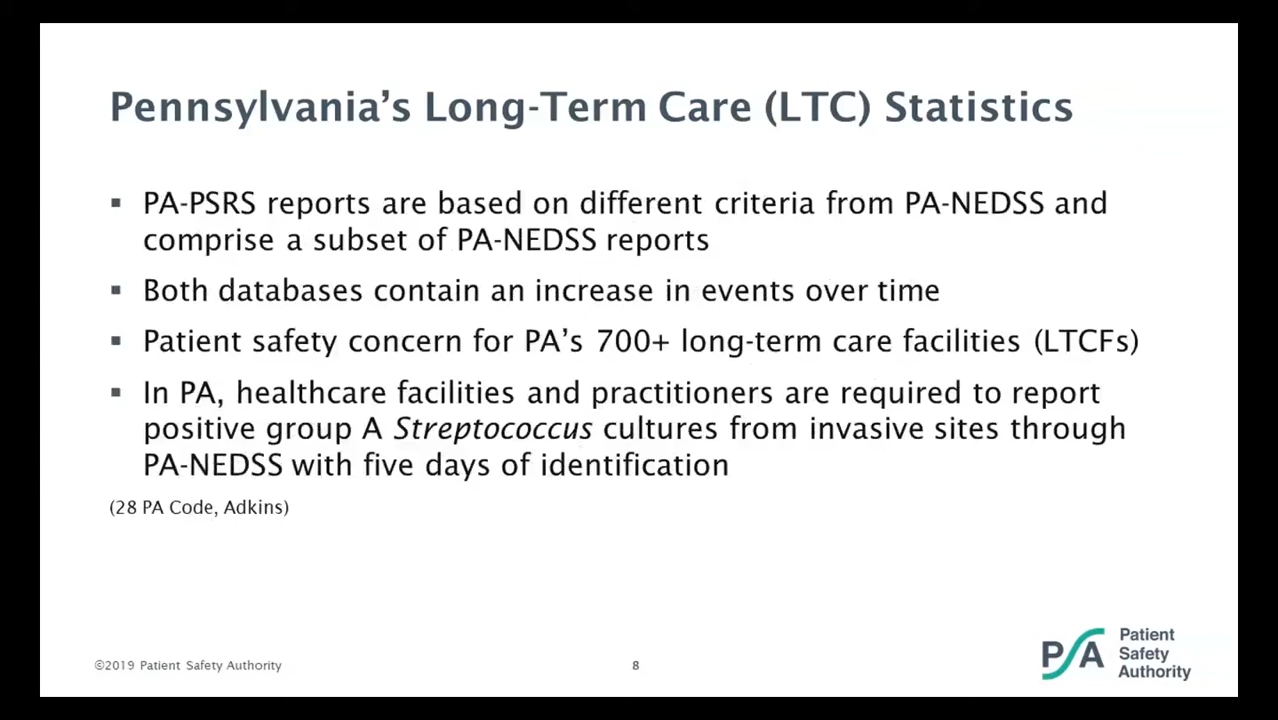 Pennsylvania’s Long-Term Care (LTC) Statistics
▪ PA-PSRS reports are based on different criteria from PA-NEDSS and
comprise a subset of PA-NEDSS reports
▪ Both databases contain an increase in events over time
▪ Patient safety concern for PA’s 700+ long-term care facilities (LTCFs)
▪ In PA, healthcare facilities and practitioners are required to report
positive group A Streptococcus cultures from invasive sites through
PA-NEDSS with five days of identification
(28 PA Code, Adkins)
©2019 Patient Safety Authority
8
PSA
Patient
Safety
Authority